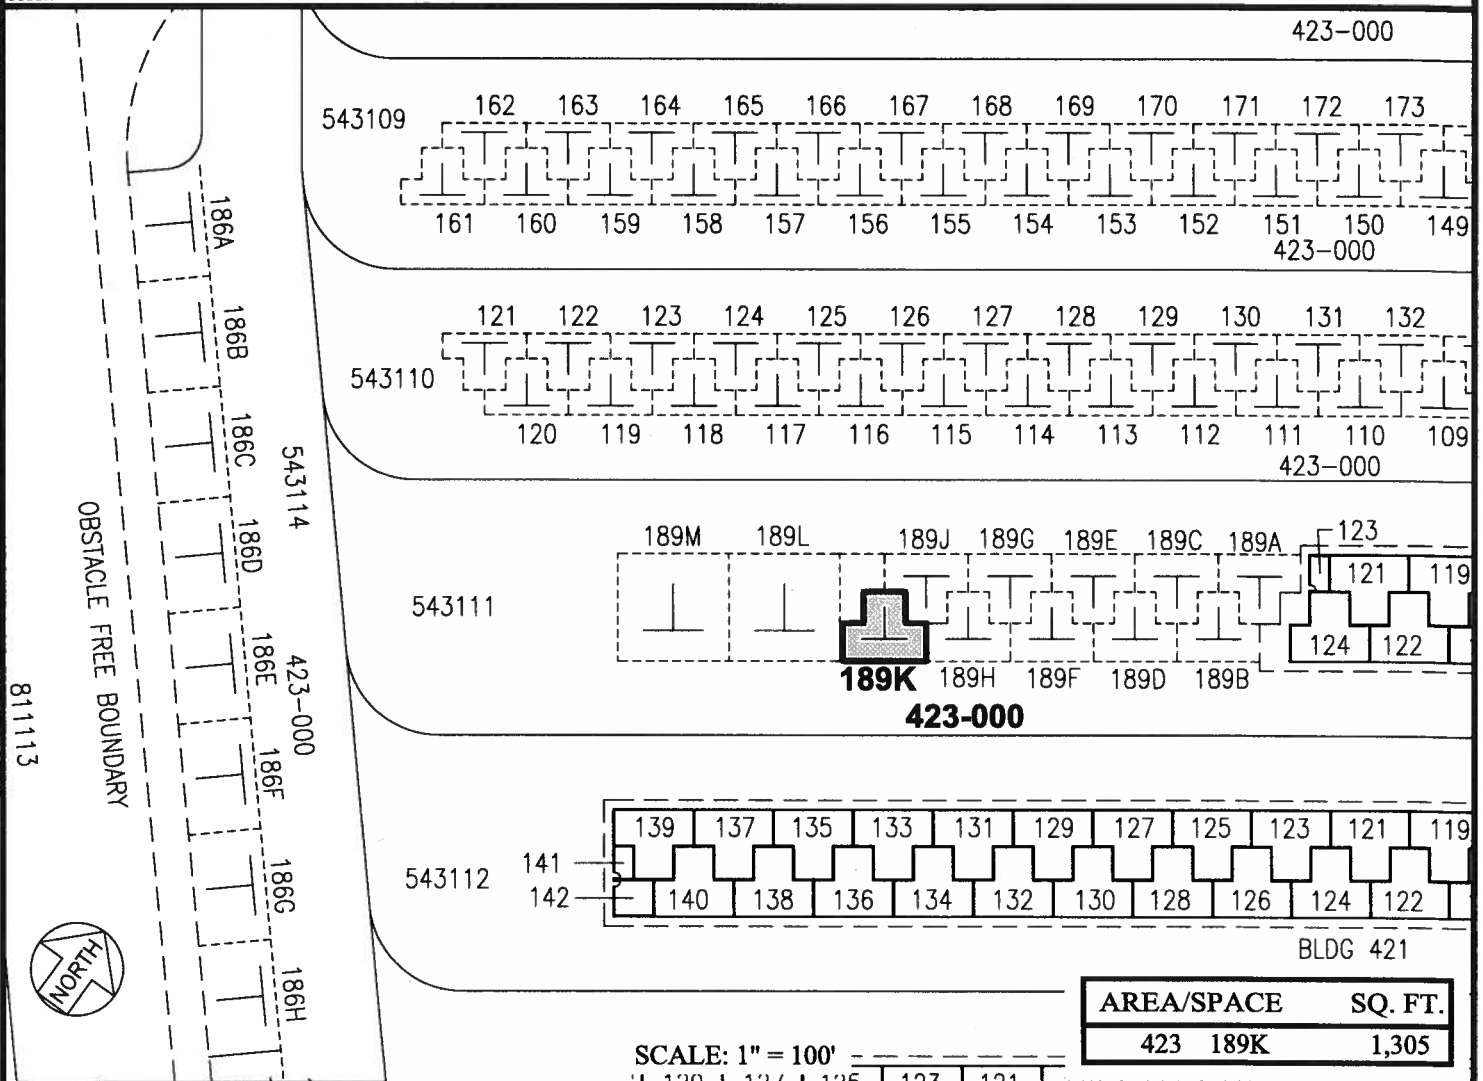 423-000
543109
162 163 164 165 166 167 168 169 170 171 172 173
161 160 159 158 157 156 155 154 153 152 151 150 149
423-000
186A
186B
186C
186D
186E
186F
186G
186H
543114
423-000
OBSTACLE FREE BOUNDARY
811113
543110
121 122 123 124 125 126 127 128 129 130 131 132
120 119 118 117 116 115 114 113 112 111 110 109
423-000
543111
189M 189L 189J 189G 189E 189C 189A 123
121 119
124 122
189K 189H 189F 189D 189B
423-000
543112
139 137 135 133 131 129 127 125 123 121 119
141
142 140 138 136 134 132 130 128 126 124 122
BLDG 421
NORTH
AREA/SPACE SQ. FT.
423 189K 1,305
SCALE: 1" = 100'